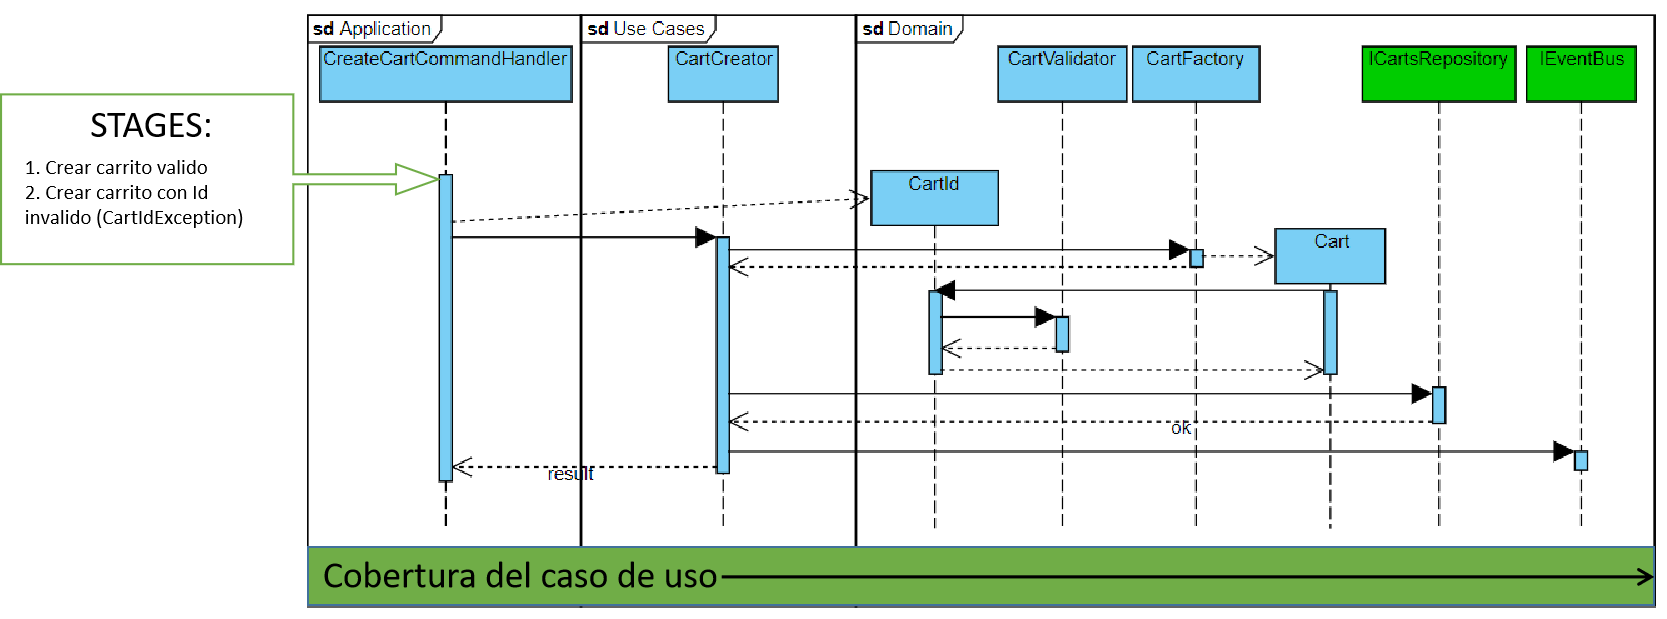 sd Application
sd Use Cases
sd Domain
CreateCartCommandHandler
CartCreator
CartValidator
CartFactory
ICartsRepository
IEventBus
STAGES:
1. Crear carrito valido
2. Crear carrito con Id
invalido (CartIdException)
CartId
Cart
ok
result
Cobertura del caso de uso